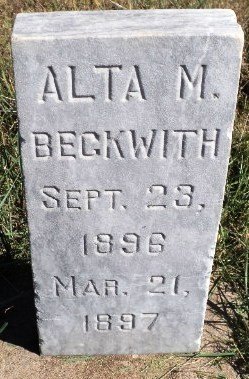 ALTA M.
BECKWITH
SEPT. 23,
1896
MAR. 21,
1897